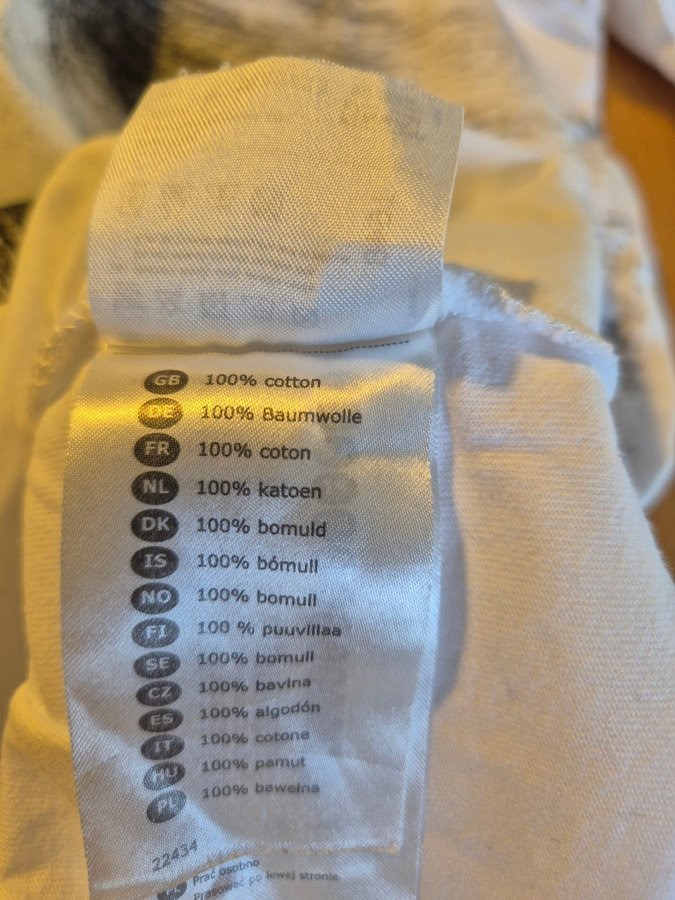 GB 100% cotton
DE 100% Baumwolle
FR 100% coton
NL 100% katoen
DK 100% bomuld
IS 100% bómull
NO 100% bomull
FI 100 % puuvillaa
SE 100% bomull
CZ 100% bavlna
ES 100% algodón
IT 100% cotone
HU 100% pamut
PL 100% bawełna
22434
Prać osobno
Prasować po lewej stronie.